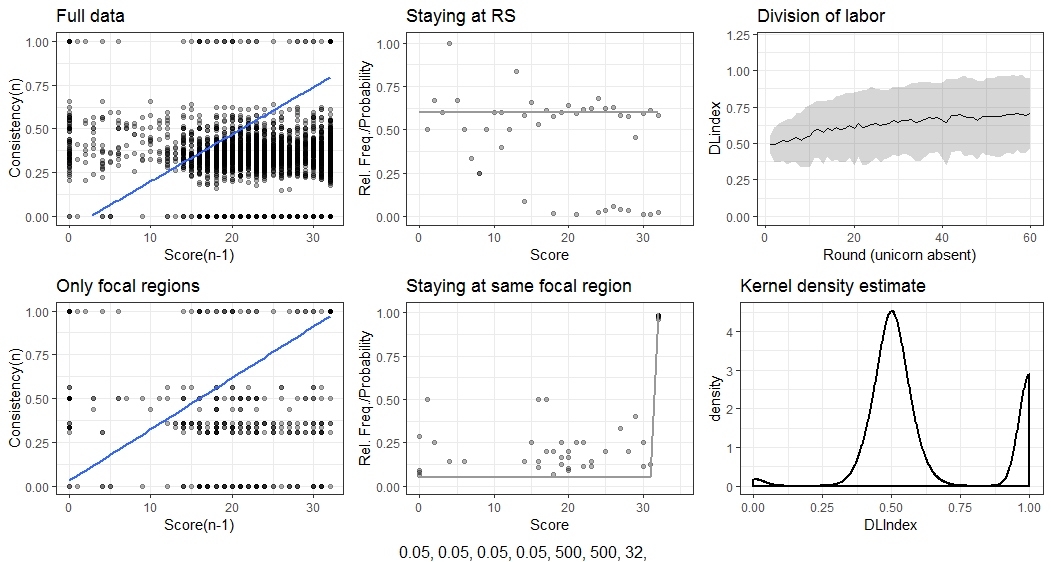 Full data
1.00
0.75
0.50
0.25
0.00
Consistency(n)
0
10
20
30
Score(n-1)
Staying at RS
1.00
0.75
0.50
0.25
0.00
Rel. Freq./Probability
0
10
20
30
Score
Division of labor
1.25
1.00
0.75
0.50
0.25
0.00
DLIndex
0
20
40
60
Round (unicorn absent)
Only focal regions
1.00
0.75
0.50
0.25
0.00
Consistency(n)
0
10
20
30
Score(n-1)
Staying at same focal region
1.00
0.75
0.50
0.25
0.00
Rel. Freq./Probability
0
10
20
30
Score
Kernel density estimate
4
3
2
1
0
density
0.00
0.25
0.50
0.75
1.00
DLIndex
0.05, 0.05, 0.05, 0.05, 500, 500, 32,